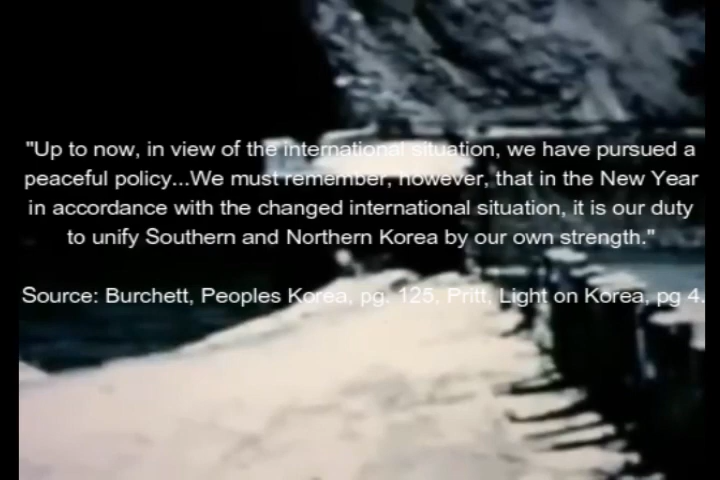 "Up to now, in view of the international situation, we have pursued a
peaceful policy...We must remember, however, that in the New Year
in accordance with the changed international situation, it is our duty
to unify Southern and Northern Korea by our own strength."
Source: Burchett, Peoples Korea, pg. 125, Pritt, Light on Korea, pg 4.